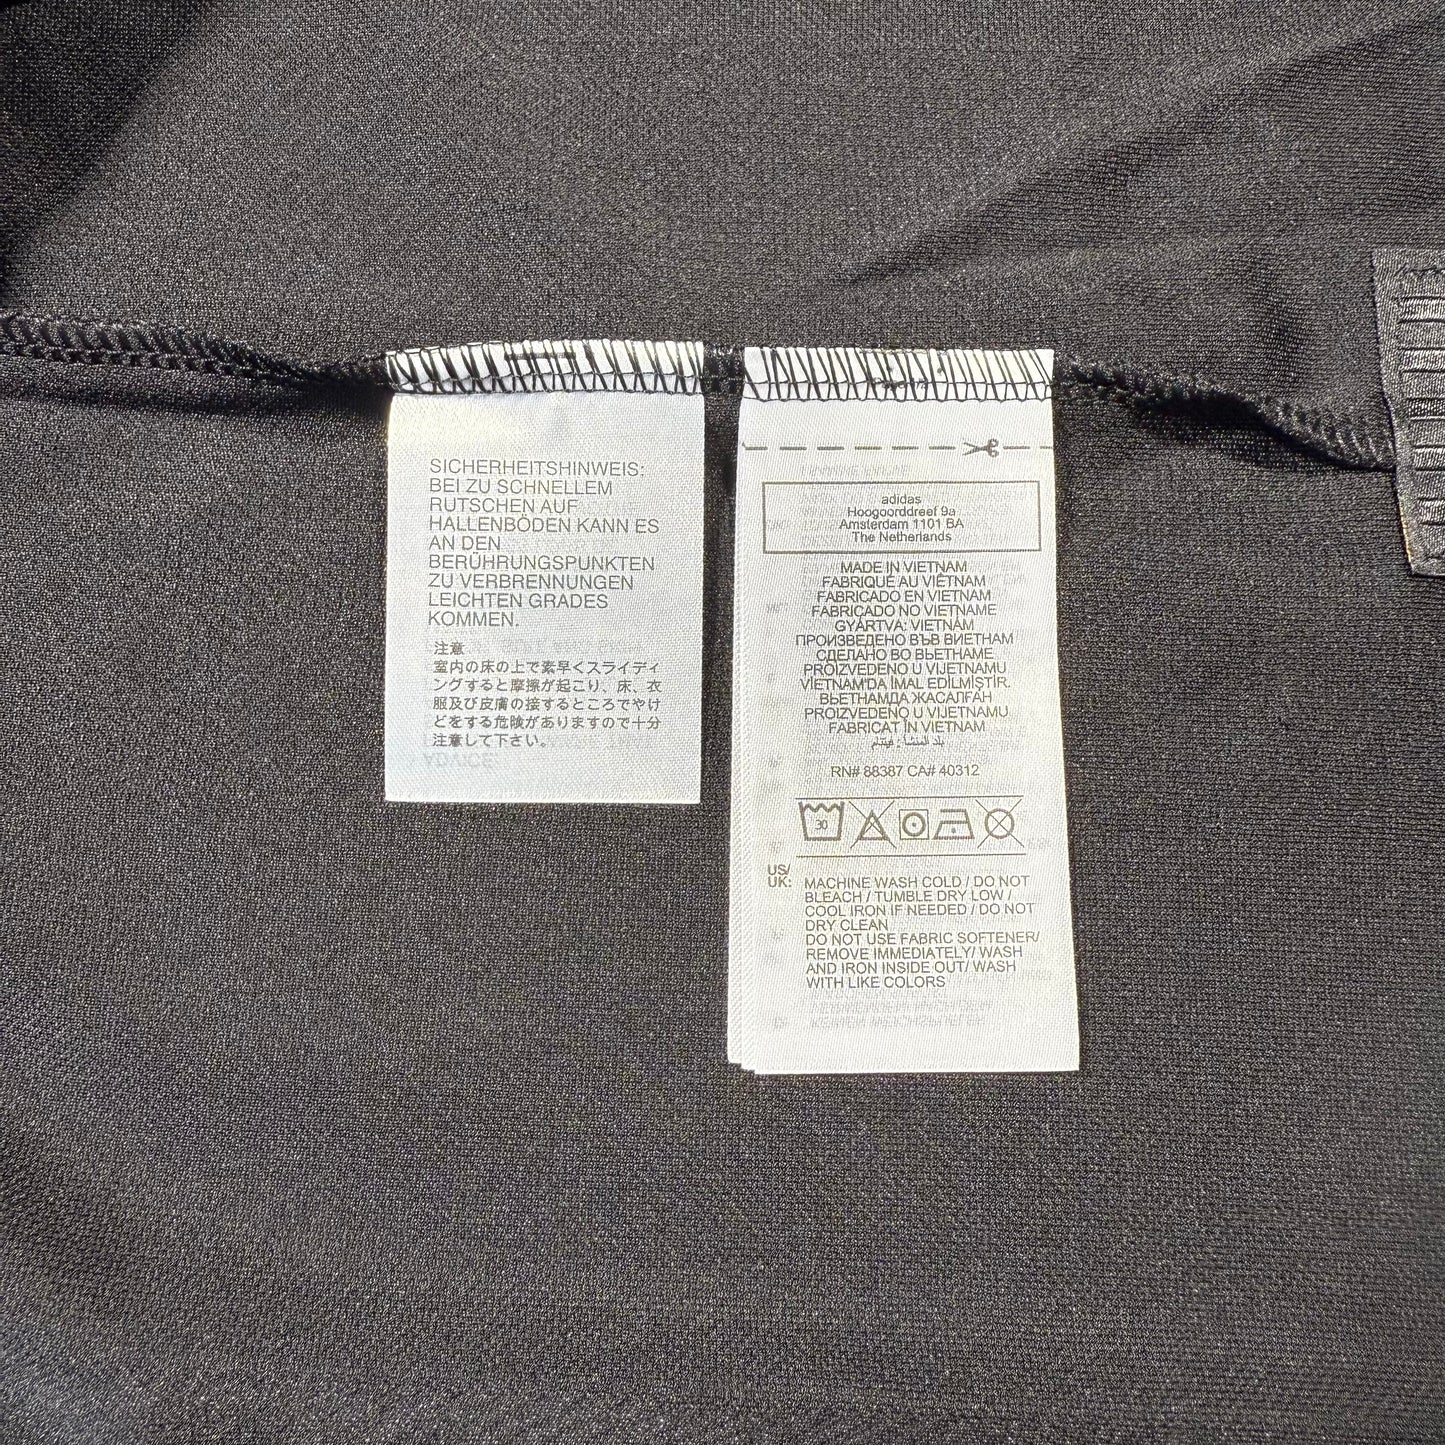 SICHERHEITSHINWEIS:
BEI ZU SCHNELLEM
RUTSCHEN AUF
HALLENBÖDEN KANN ES
AN DEN
BERÜHRUNGSPUNKTEN
ZU VERBRENNUNGEN
LEICHTEN GRADES
KOMMEN.
注意
室内の床の上で素早くスライディ
ングすると摩擦が起こり、床、衣
服及び皮膚の接するところでやけ
どをする危険がありますので十分
注意して下さい。
adidas
Hoogoorddreef 9a
Amsterdam 1101 BA
The Netherlands
MADE IN VIETNAM
FABRIQUÉ AU VIÊTNAM
FABRICADO EN VIETNAM
FABRICADO NO VIETNAME
GYÁRTVA: VIETNÁM
ПРОИЗВЕДЕНО ВЪВ ВИЕТНАМ
СДЕЛАНО ВО ВЬЕТНАМЕ
PROIZVEDENO U VIJETNAMU
VİETNAM'DA İMAL EDİLMİŞTİR.
ВЬЕТНАМДА ЖАСАЛҒАН
PROIZVEDENO U VIJETNAMU
FABRICAT ÎN VIETNAM
بلد المنشأ: فيتنام
RN# 88387 CA# 40312
30
US/
UK:
MACHINE WASH COLD / DO NOT
BLEACH / TUMBLE DRY LOW /
COOL IRON IF NEEDED / DO NOT
DRY CLEAN
DO NOT USE FABRIC SOFTENER/
REMOVE IMMEDIATELY/ WASH
AND IRON INSIDE OUT/ WASH
WITH LIKE COLORS